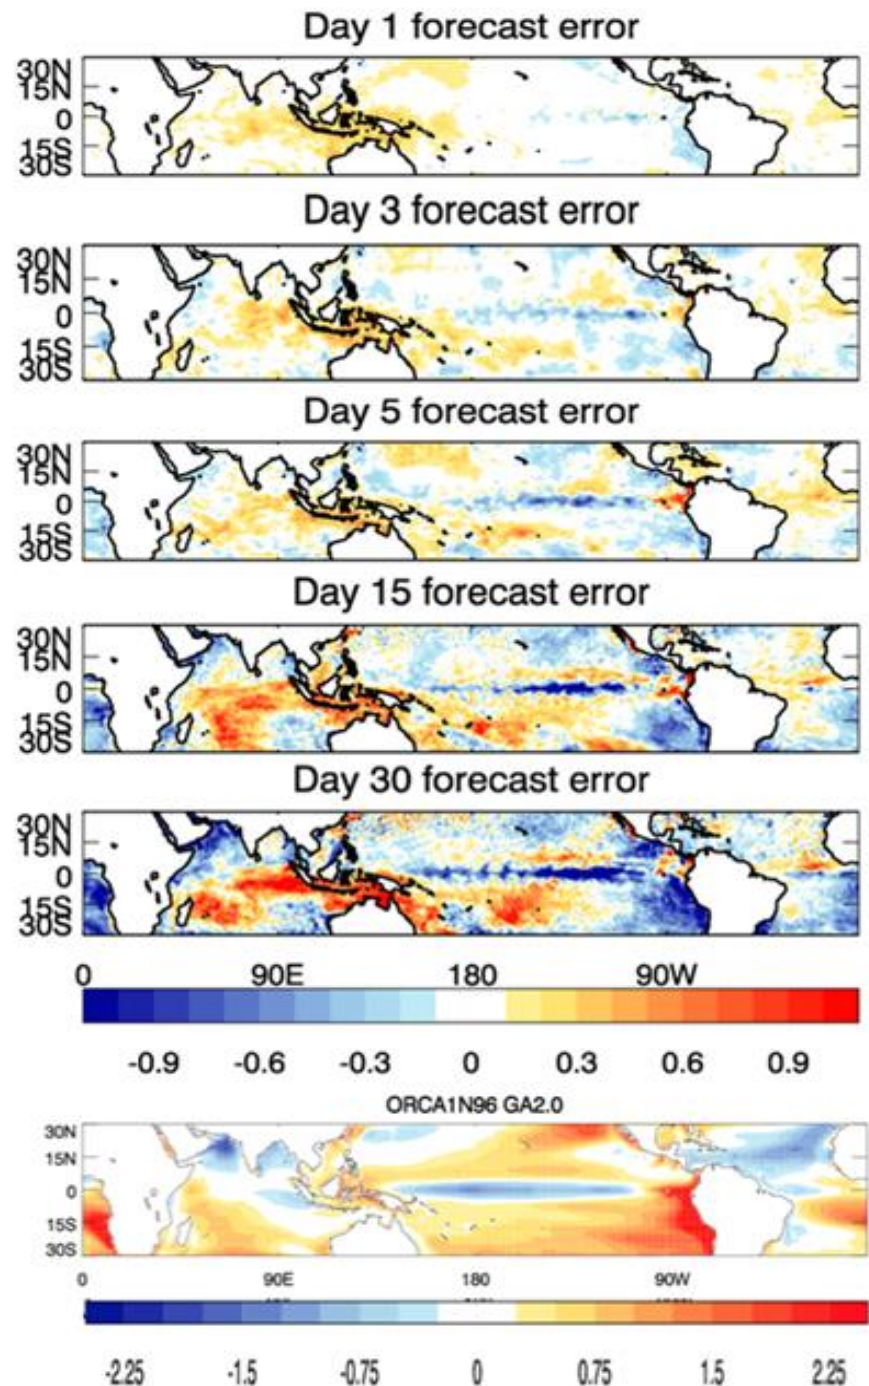 Day 1 forecast error
30N
15N
0
15S
30S
Day 3 forecast error
30N
15N
0
15S
30S
Day 5 forecast error
30N
15N
0
15S
30S
Day 15 forecast error
30N
15N
0
15S
30S
Day 30 forecast error
30N
15N
0
15S
30S
0 90E 180 90W
-0.9 -0.6 -0.3 0 0.3 0.6 0.9
ORCA1N96 GA2.0
30N
15N
0
15S
30S
0 90E 180 90W
-2.25 -1.5 -0.75 0 0.75 1.5 2.25